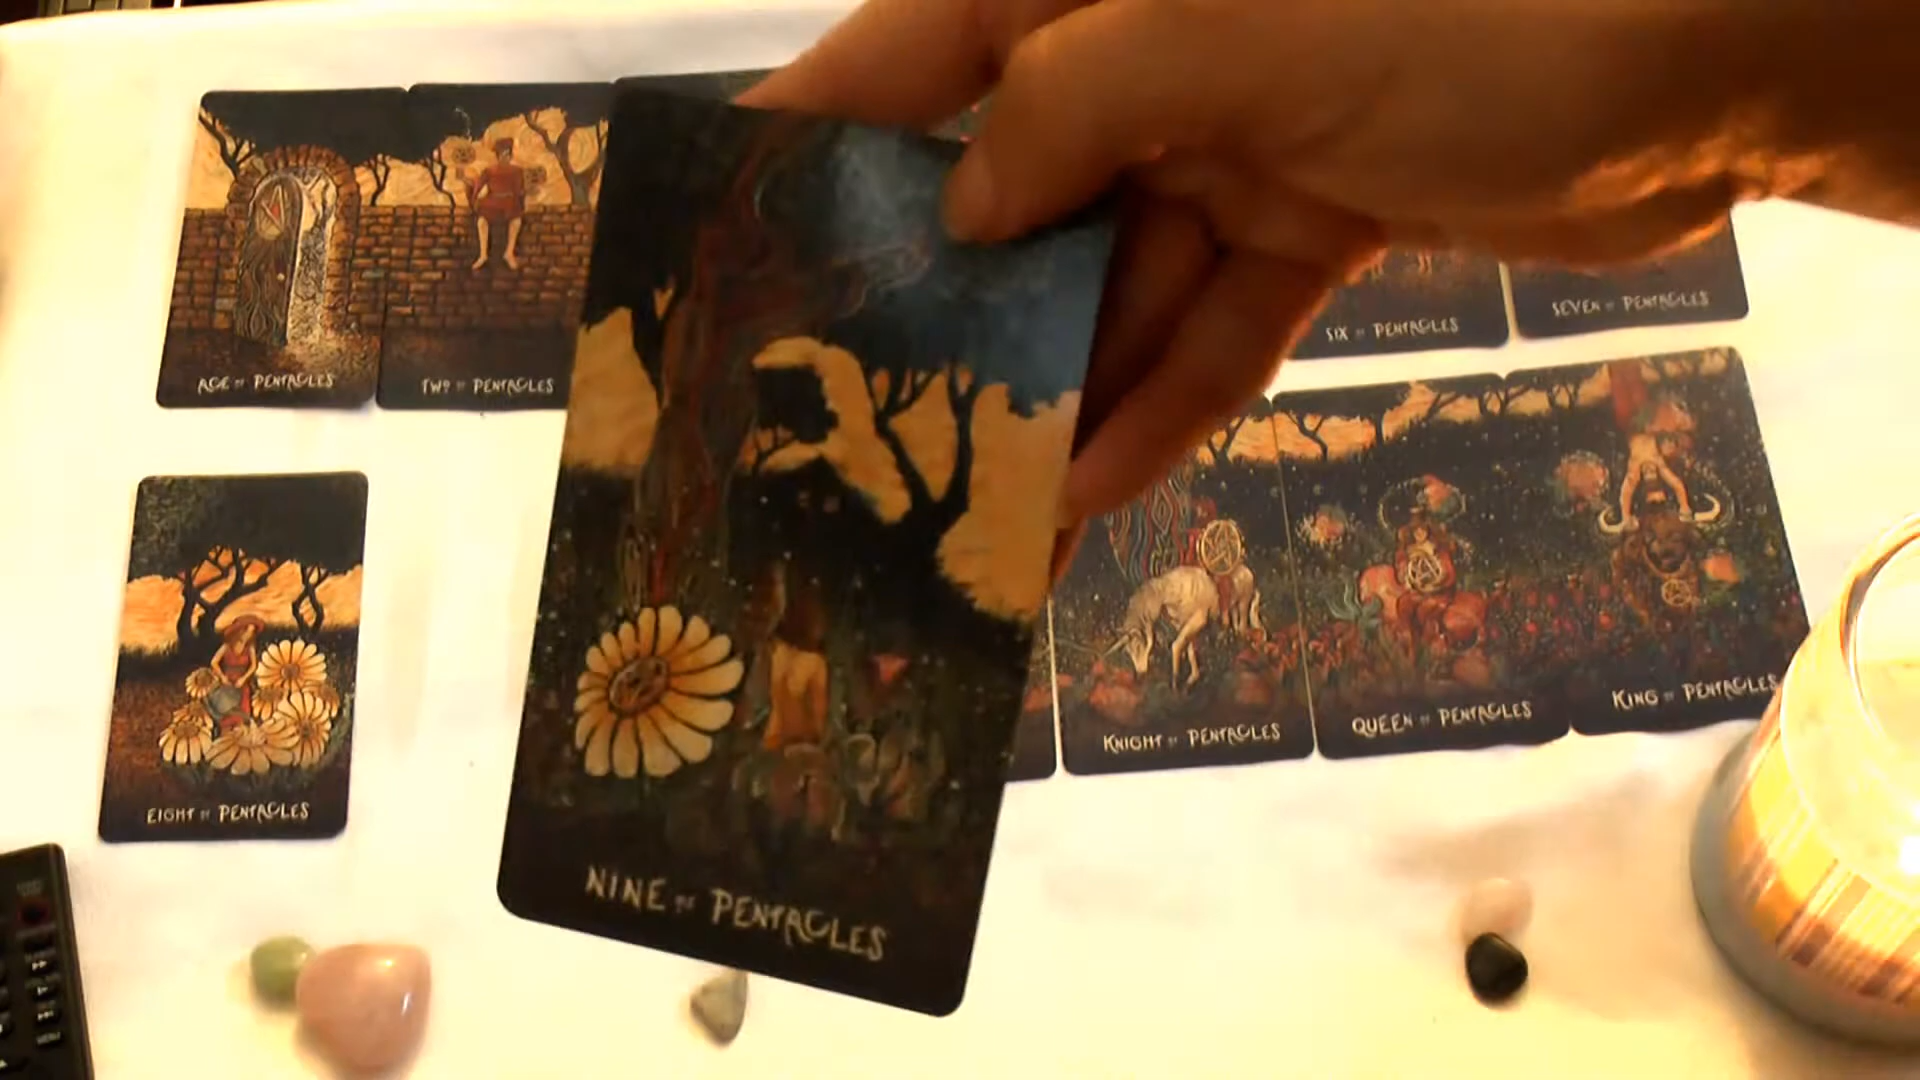 ACE OF PENTACLES
TWO OF PENTACLES
SIX OF PENTACLES
SEVEN OF PENTACLES
EIGHT OF PENTACLES
NINE OF PENTACLES
KNIGHT OF PENTACLES
QUEEN OF PENTACLES
KING OF PENTACLES
MENU